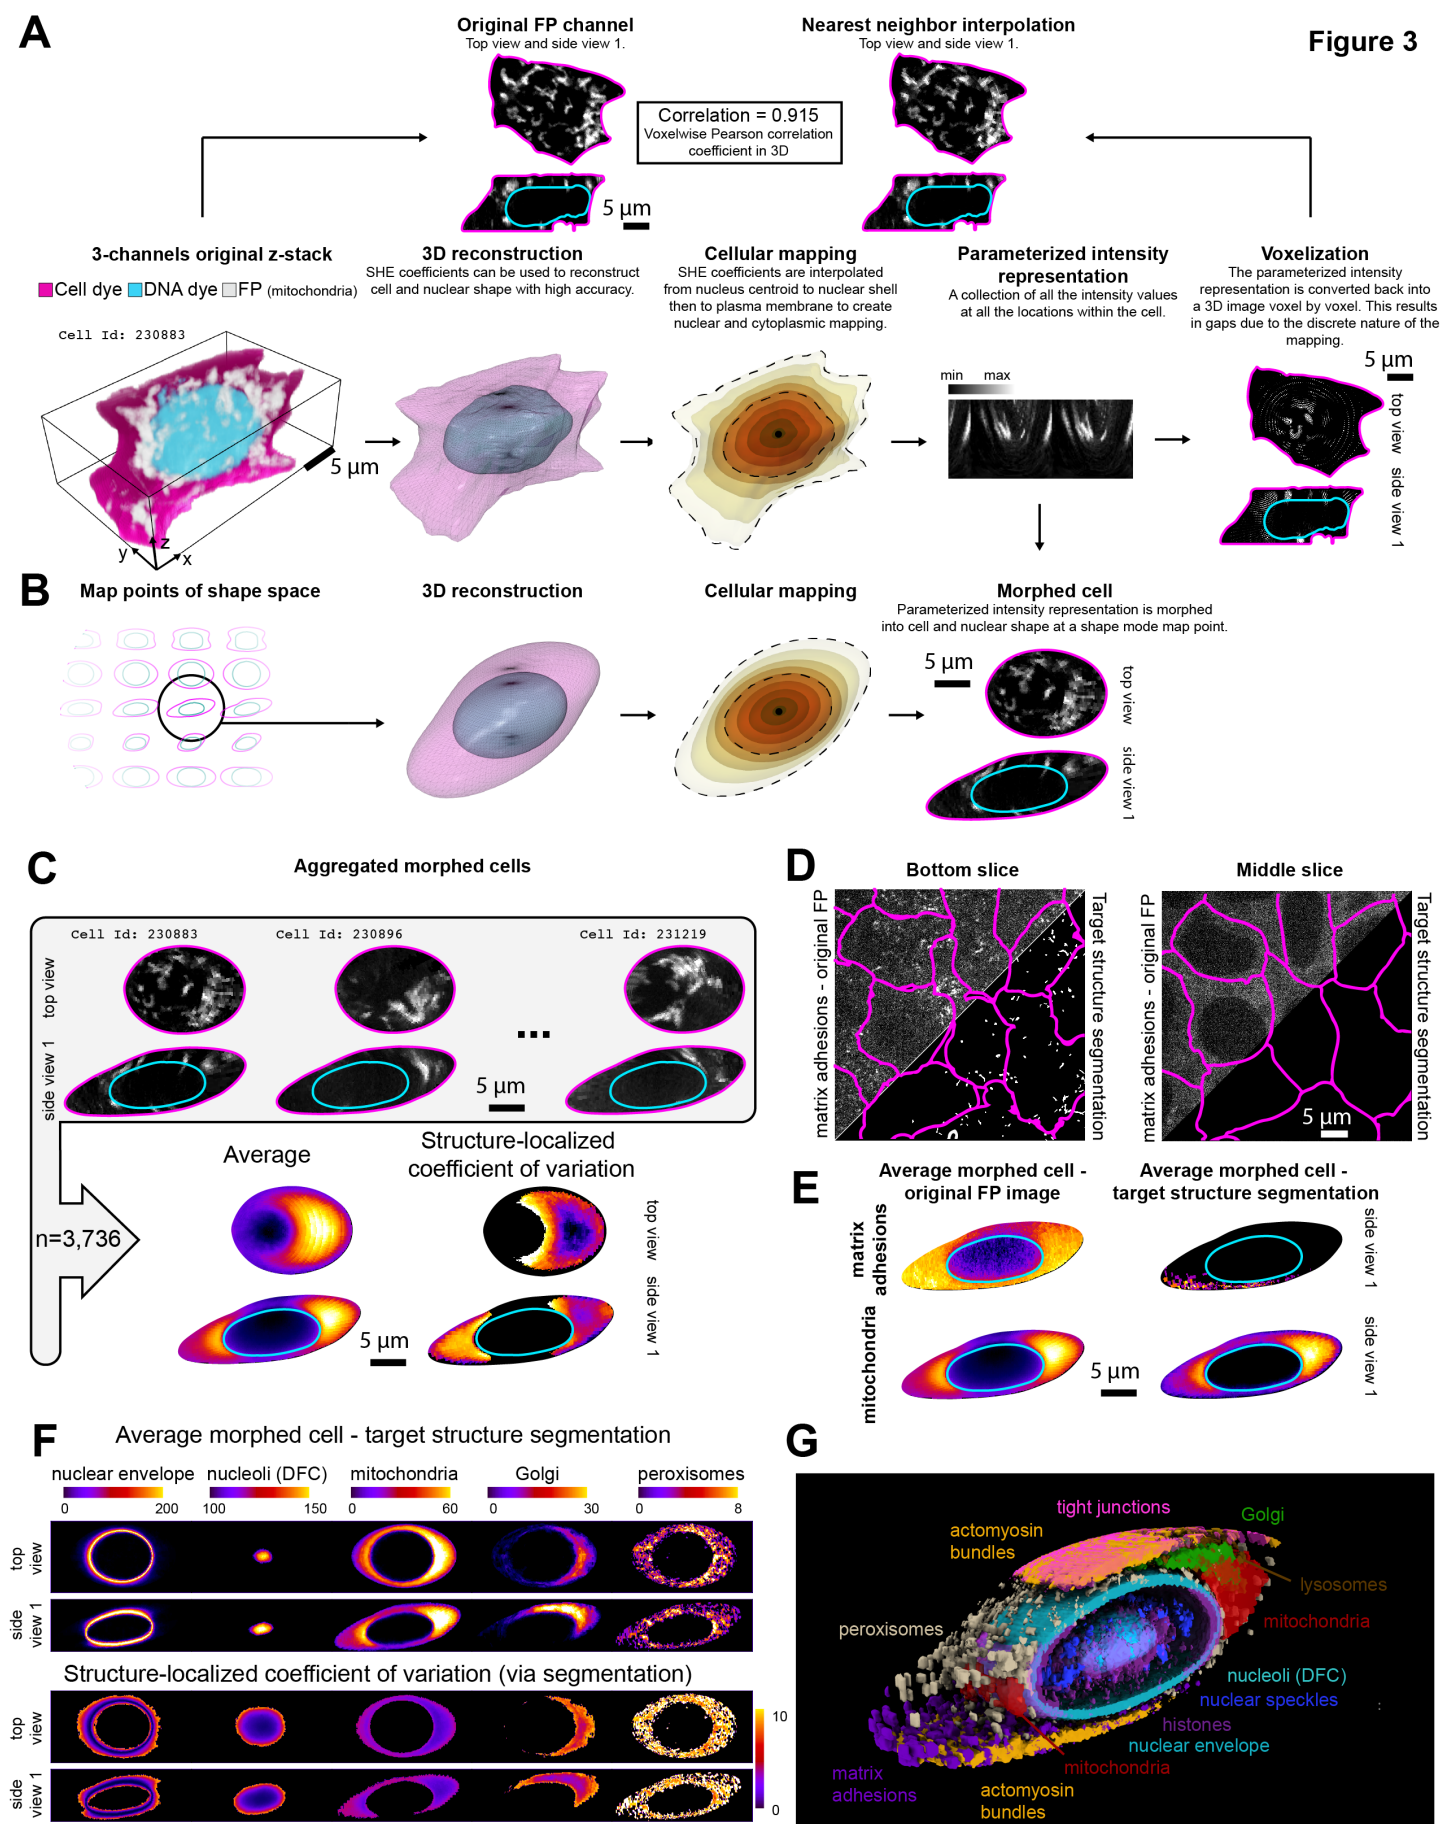 A
Figure 3
Original FP channel
Top view and side view 1.
Nearest neighbor interpolation
Top view and side view 1.
Correlation = 0.915
Voxelwise Pearson correlation
coefficient in 3D
5 µm
3-channels original z-stack
Cell dye DNA dye FP (mitochondria)
Cell Id: 230883
5 µm
y z x
3D reconstruction
SHE coefficients can be used to reconstruct
cell and nuclear shape with high accuracy.
Cellular mapping
SHE coefficients are interpolated
from nucleus centroid to nuclear shell
then to plasma membrane to create
nuclear and cytoplasmic mapping.
Parameterized intensity
representation
A collection of all the intensity values
at all the locations within the cell.
min max
Voxelization
The parameterized intensity
representation is converted back into
a 3D image voxel by voxel. This results
in gaps due to the discrete nature of the
mapping.
5 µm
top view
side view 1
B
Map points of shape space
3D reconstruction
Cellular mapping
Morphed cell
Parameterized intensity representation is morphed
into cell and nuclear shape at a shape mode map point.
5 µm
top view
side view 1
C
Aggregated morphed cells
Cell Id: 230883
Cell Id: 230896
Cell Id: 231219
top view
side view 1
...
5 µm
n=3,736
Average
Structure-localized
coefficient of variation
top view
side view 1
5 µm
D
Bottom slice
matrix adhesions - original FP
Target structure segmentation
Middle slice
matrix adhesions - original FP
Target structure segmentation
5 µm
E
Average morphed cell -
original FP image
Average morphed cell -
target structure segmentation
matrix
adhesions
side view 1
mitochondria
side view 1
5 µm
F
Average morphed cell - target structure segmentation
nuclear envelope
0 200
nucleoli (DFC)
100 150
mitochondria
0 60
Golgi
0 30
peroxisomes
0 8
top
view
side
view 1
Structure-localized coefficient of variation (via segmentation)
top
view
side
view 1
10
0
G
tight junctions
Golgi
actomyosin
bundles
lysosomes
mitochondria
peroxisomes
nucleoli (DFC)
nuclear speckles
:
histones
nuclear envelope
mitochondria
matrix
adhesions
actomyosin
bundles